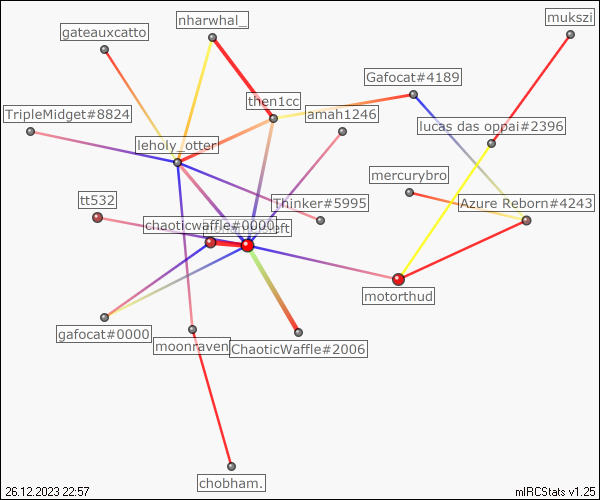 nharwhal_
mukszi
gateauxcatto
Gafocat#4189
then1cc
TripleMidget#8824
amah1246
lucas das oppai#2396
leholy_otter
mercurybro
tt532
Thinker#5995
Azure Reborn#4243
chaoticwaffle#0000
motorthud
gafocat#0000
moonraven
ChaoticWaffle#2006
chobham.
26.12.2023 22:57
mIRCStats v1.25